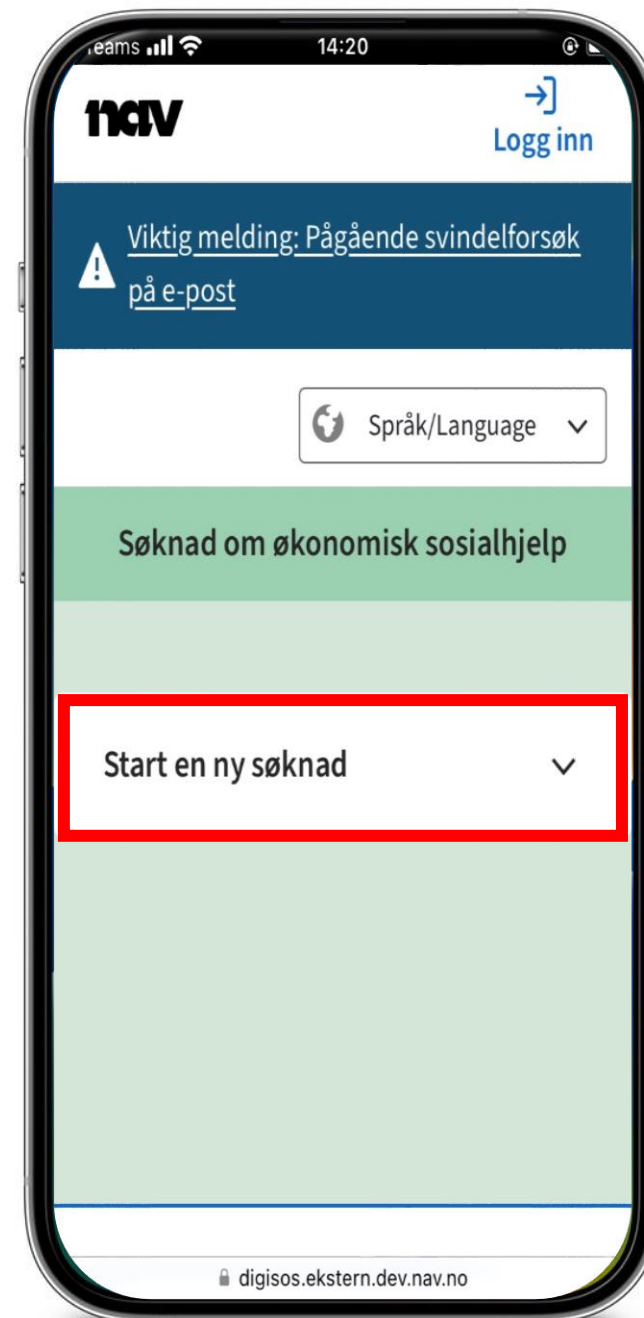 14:20
nav
Logg inn
Viktig melding: Pågående svindelforsøk
på e-post
Språk/Language
Søknad om økonomisk sosialhjelp
Start en ny søknad
digisos.ekstern.dev.nav.no